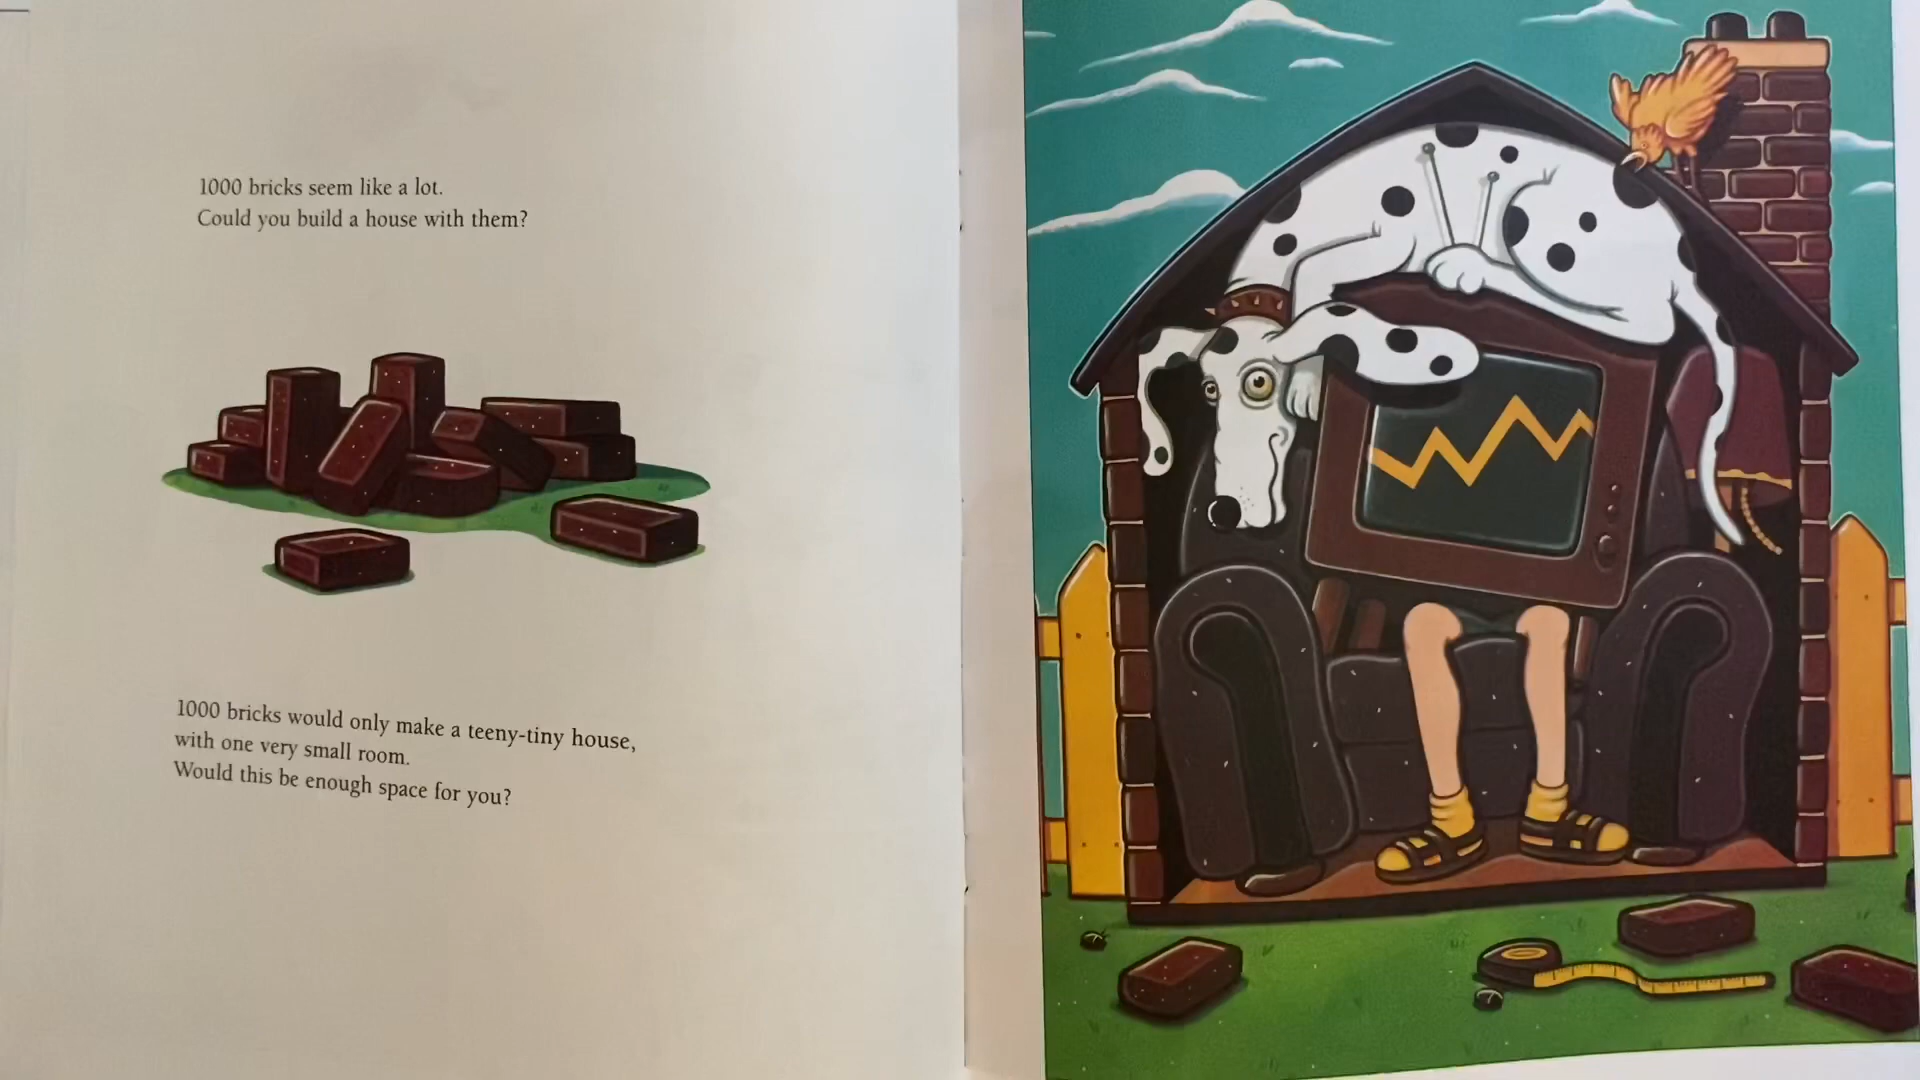 1000 bricks seem like a lot.
Could you build a house with them?
1000 bricks would only make a teeny-tiny house,
with one very small room.
Would this be enough space for you?